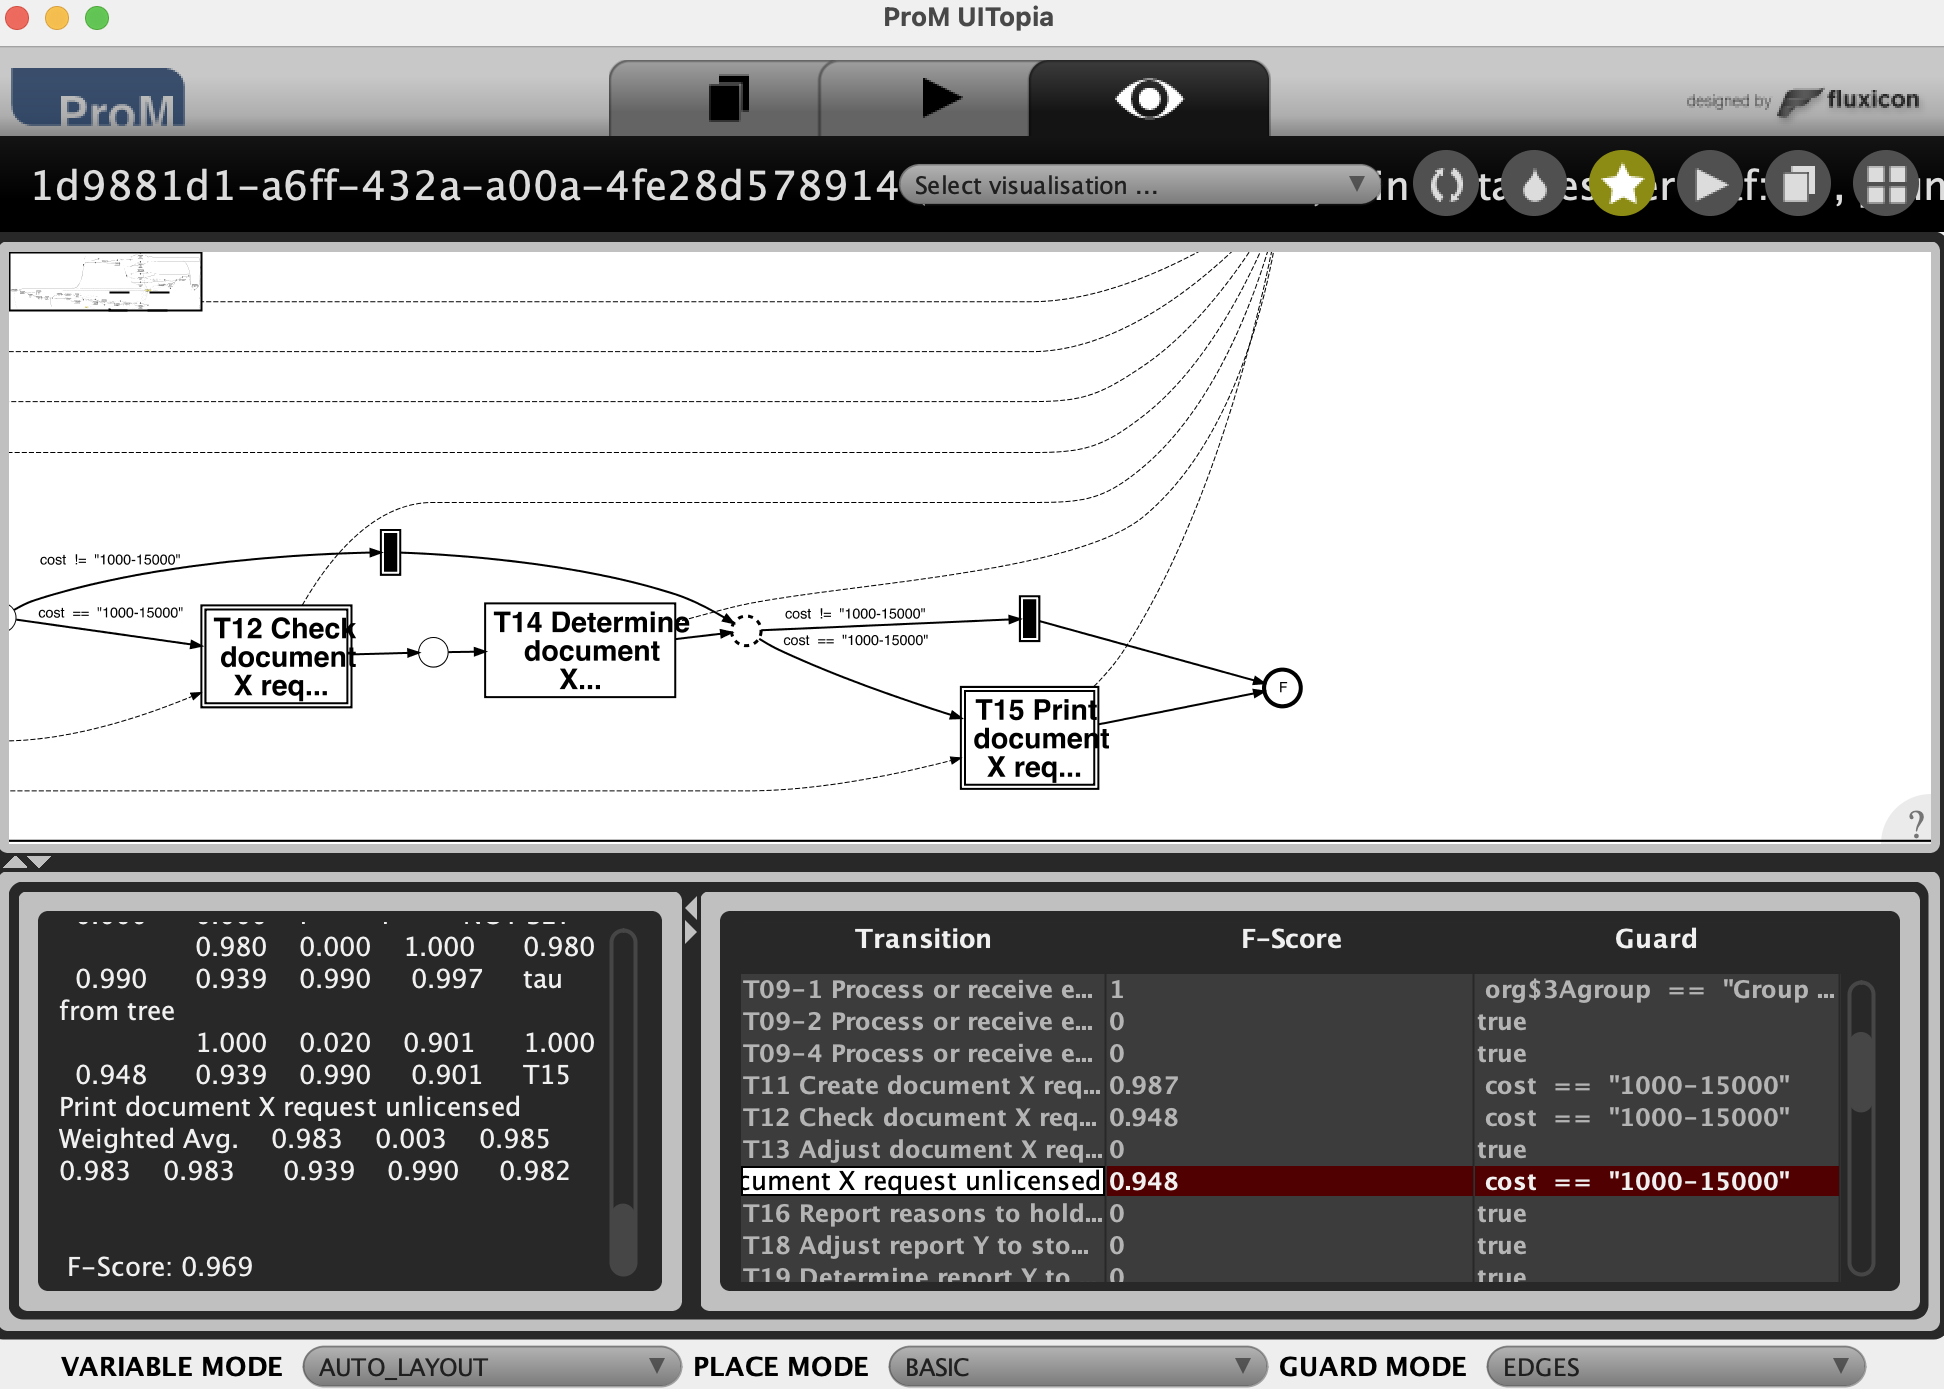 ProM UITopia
ProM
designed by fluxicon
1d9881d1-a6ff-432a-a00a-4fe28d578914
Select visualisation ...
cost != "1000-15000"
cost == "1000-15000"
T12 Check
document
X req...
T14 Determine
document
X...
cost != "1000-15000"
cost == "1000-15000"
T15 Print
document
X req...
F
?
0.980 0.000 1.000 0.980
0.990 0.939 0.990 0.997 tau
from tree
1.000 0.020 0.901 1.000
0.948 0.939 0.990 0.901 T15
Print document X request unlicensed
Weighted Avg. 0.983 0.003 0.985
0.983 0.983 0.939 0.990 0.982
F-Score: 0.969
Transition F-Score Guard
T09-1 Process or receive e... 1 org$3Agroup == "Group ...
T09-2 Process or receive e... 0 true
T09-4 Process or receive e... 0 true
T11 Create document X req... 0.987 cost == "1000-15000"
T12 Check document X req... 0.948 cost == "1000-15000"
T13 Adjust document X req... 0 true
cument X request unlicensed 0.948 cost == "1000-15000"
T16 Report reasons to hold... 0 true
T18 Adjust report Y to sto... 0 true
T19 Determine report Y to 0 true
VARIABLE MODE AUTO_LAYOUT PLACE MODE BASIC GUARD MODE EDGES